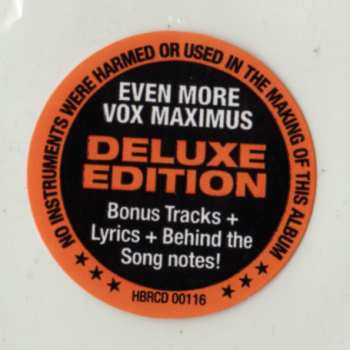 NO INSTRUMENTS WERE HARMED OR USED IN THE MAKING OF THIS ALBUM
EVEN MORE
VOX MAXIMUS
DELUXE
EDITION
Bonus Tracks +
Lyrics + Behind the
Song notes!
HBRCD 00116